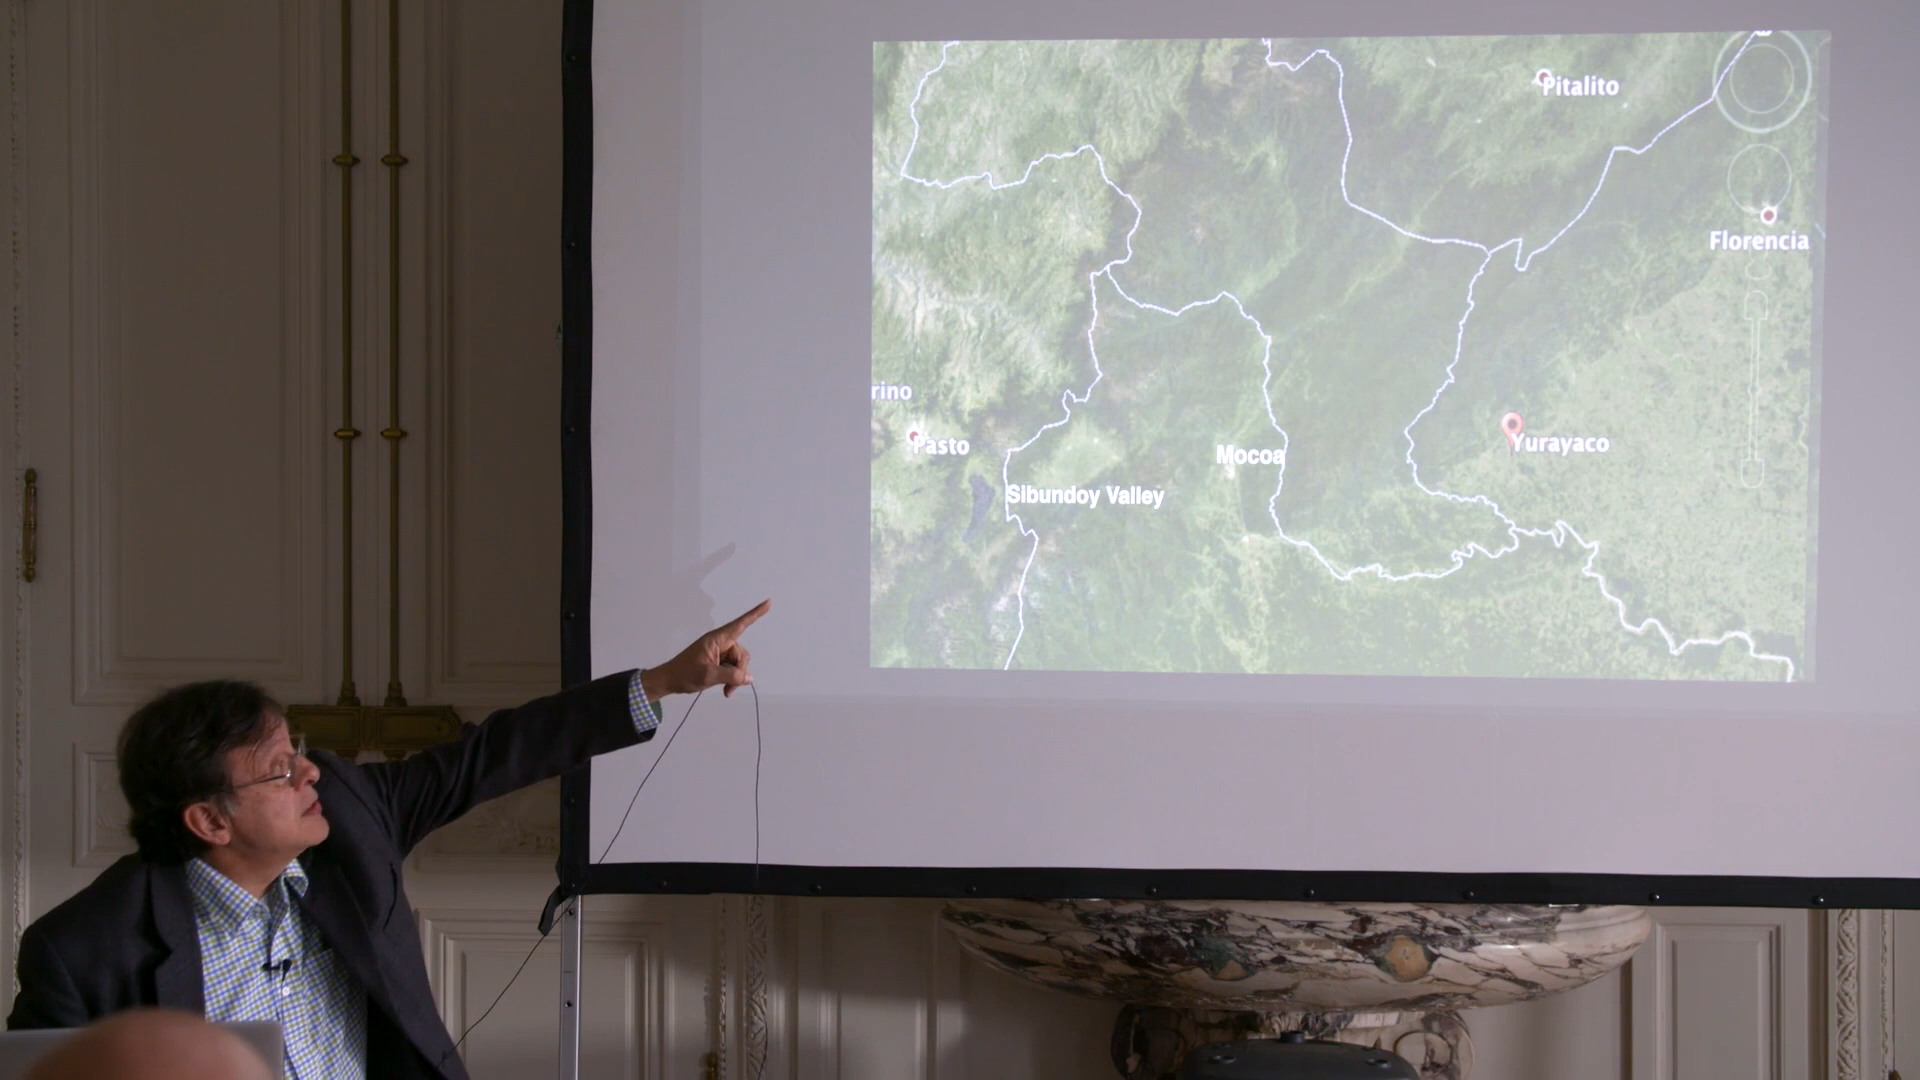 Pitalito
Florencia
rino
Pasto
Mocoa
Yurayaco
Sibundoy Valley